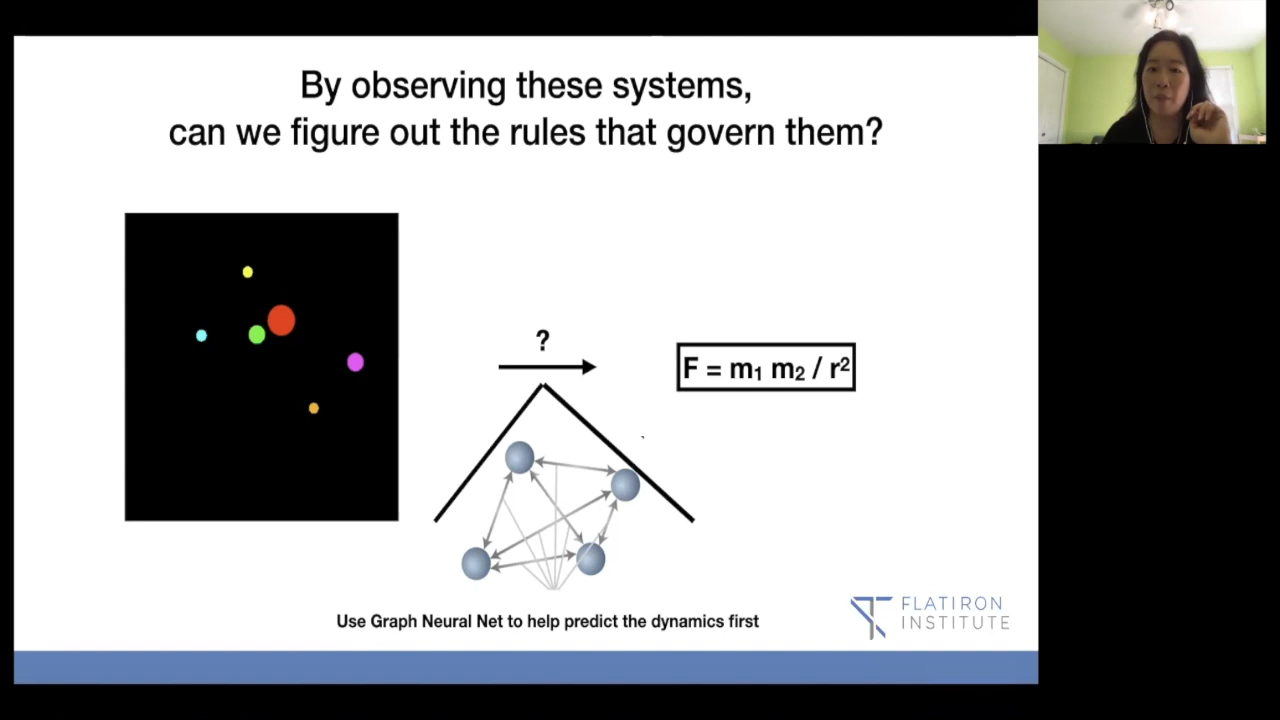 By observing these systems,
can we figure out the rules that govern them?
?
F = m₁ m₂ / r²
Use Graph Neural Net to help predict the dynamics first
FLATIRON
INSTITUTE